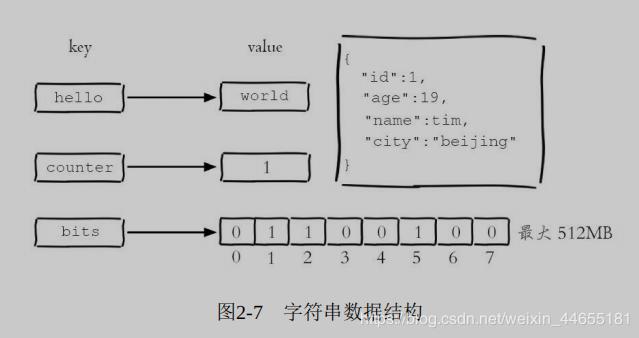 key value
hello world
counter 1
{
"id":1,
"age":19,
"name":tim,
"city":"beijing"
}
bits 0 1 1 0 0 1 0 0 最大 512MB
0 1 2 3 4 5 6 7
图2-7 字符串数据结构
https://blog.csdn.net/weixin_44655181